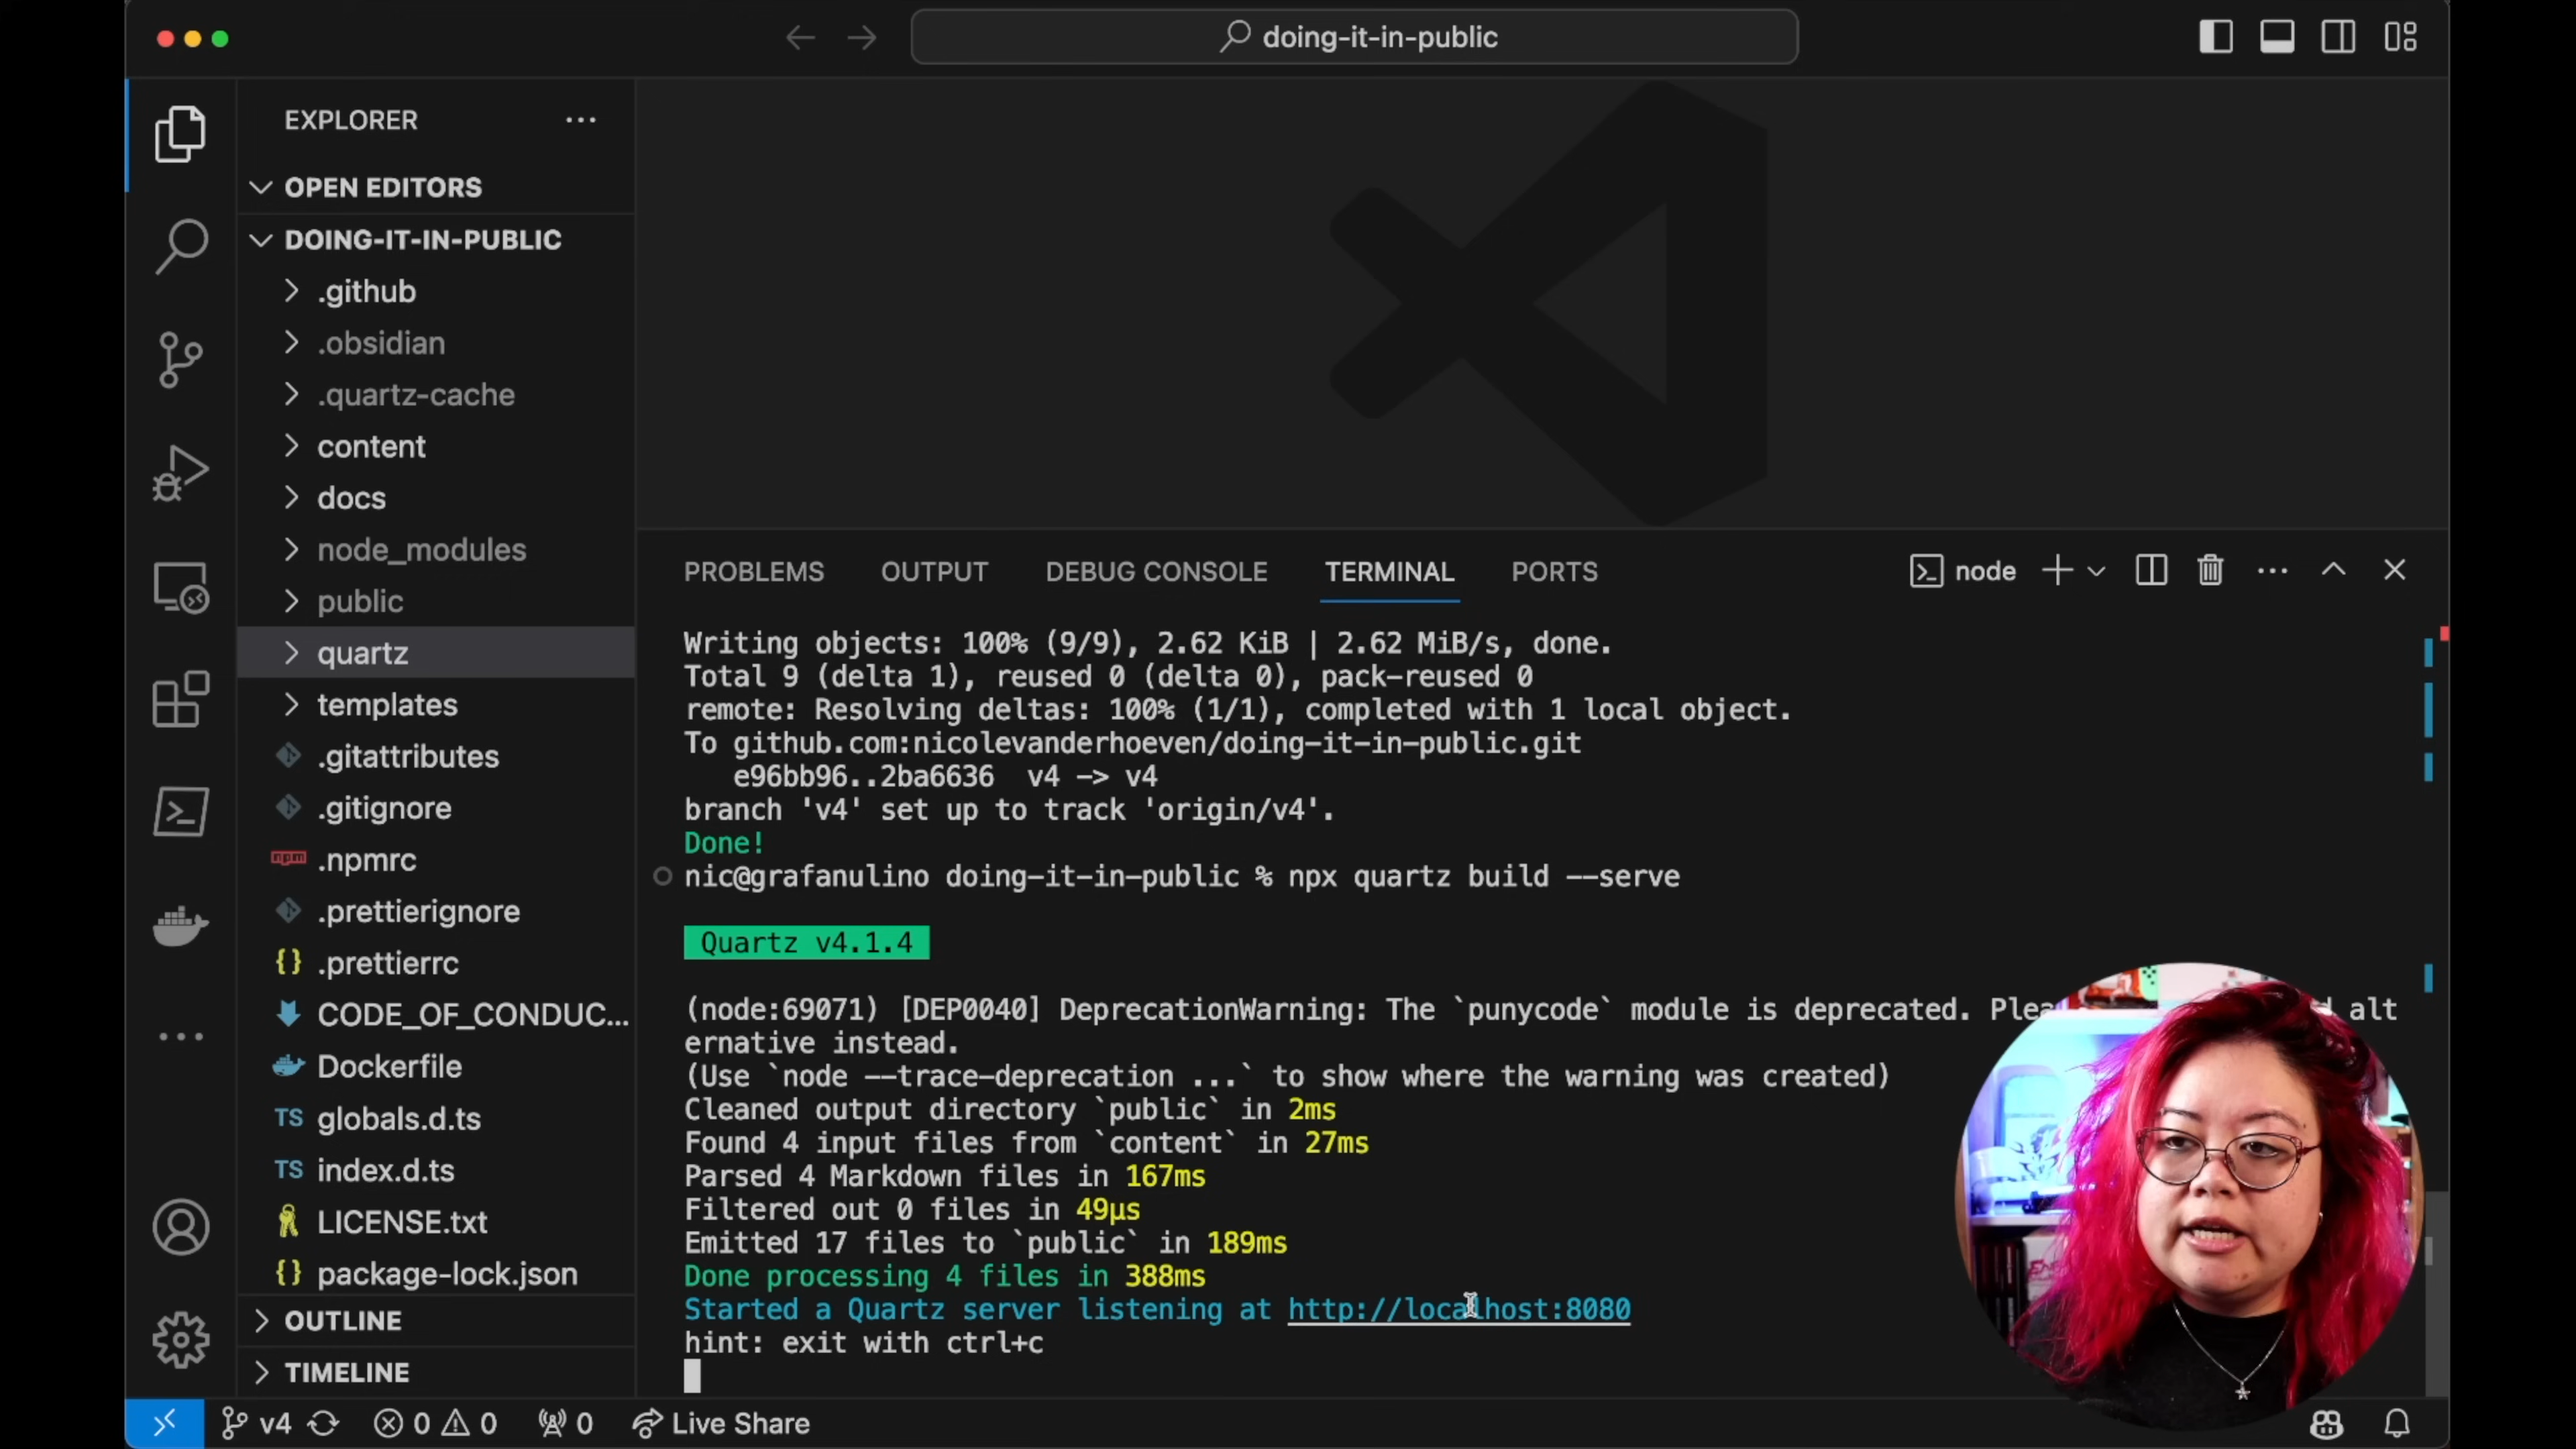 doing-it-in-public
EXPLORER
OPEN EDITORS
DOING-IT-IN-PUBLIC
.github
.obsidian
.quartz-cache
content
docs
node_modules
public
quartz
templates
.gitattributes
.gitignore
.npmrc
.prettierignore
.prettierrc
CODE_OF_CONDUC...
Dockerfile
TS globals.d.ts
TS index.d.ts
LICENSE.txt
{} package-lock.json
OUTLINE
TIMELINE
PROBLEMS OUTPUT DEBUG CONSOLE TERMINAL PORTS node
Writing objects: 100% (9/9), 2.62 KiB | 2.62 MiB/s, done.
Total 9 (delta 1), reused 0 (delta 0), pack-reused 0
remote: Resolving deltas: 100% (1/1), completed with 1 local object.
To github.com:nicolevanderhoeven/doing-it-in-public.git
e96bb96..2ba6636 v4 -> v4
branch 'v4' set up to track 'origin/v4'.
Done!
nic@grafanulino doing-it-in-public % npx quartz build --serve
Quartz v4.1.4
(node:69071) [DEP0040] DeprecationWarning: The `punycode` module is deprecated. alt
ernative instead.
(Use `node --trace-deprecation ...` to show where the warning was created)
Cleaned output directory `public` in 2ms
Found 4 input files from `content` in 27ms
Parsed 4 Markdown files in 167ms
Filtered out 0 files in 49μs
Emitted 17 files to `public` in 189ms
Done processing 4 files in 388ms
Started a Quartz server listening at http://localhost:8080
hint: exit with ctrl+c
v4 0 0 0 Live Share